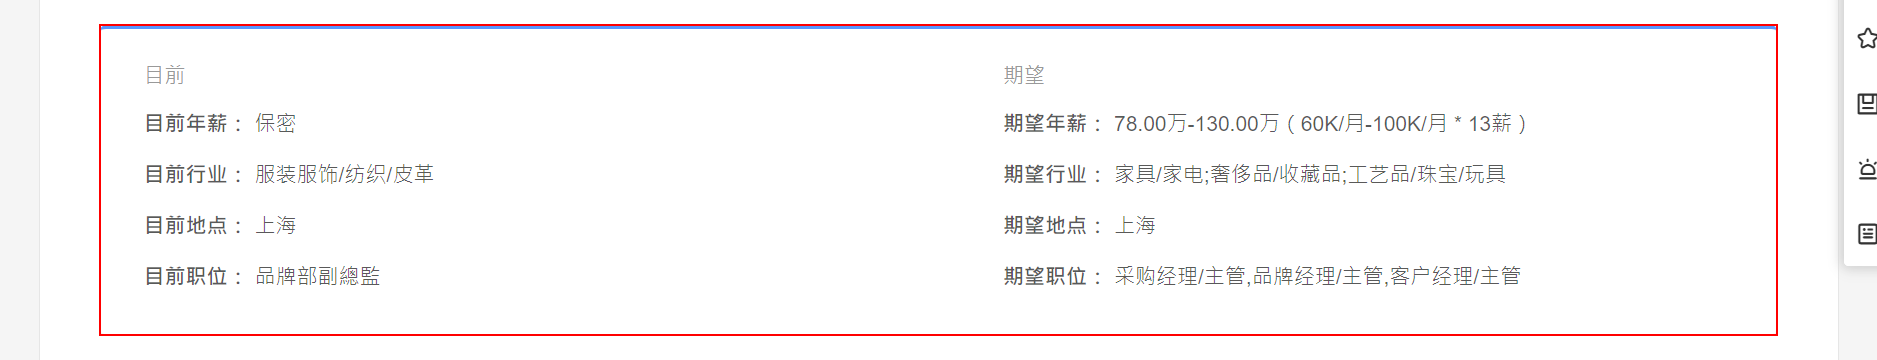 目前
目前年薪： 保密
目前行业： 服装服饰/纺织/皮革
目前地点： 上海
目前职位： 品牌部副總監
期望
期望年薪： 78.00万-130.00万（60K/月-100K/月 * 13薪）
期望行业： 家具/家电;奢侈品/收藏品;工艺品/珠宝/玩具
期望地点： 上海
期望职位： 采购经理/主管,品牌经理/主管,客户经理/主管